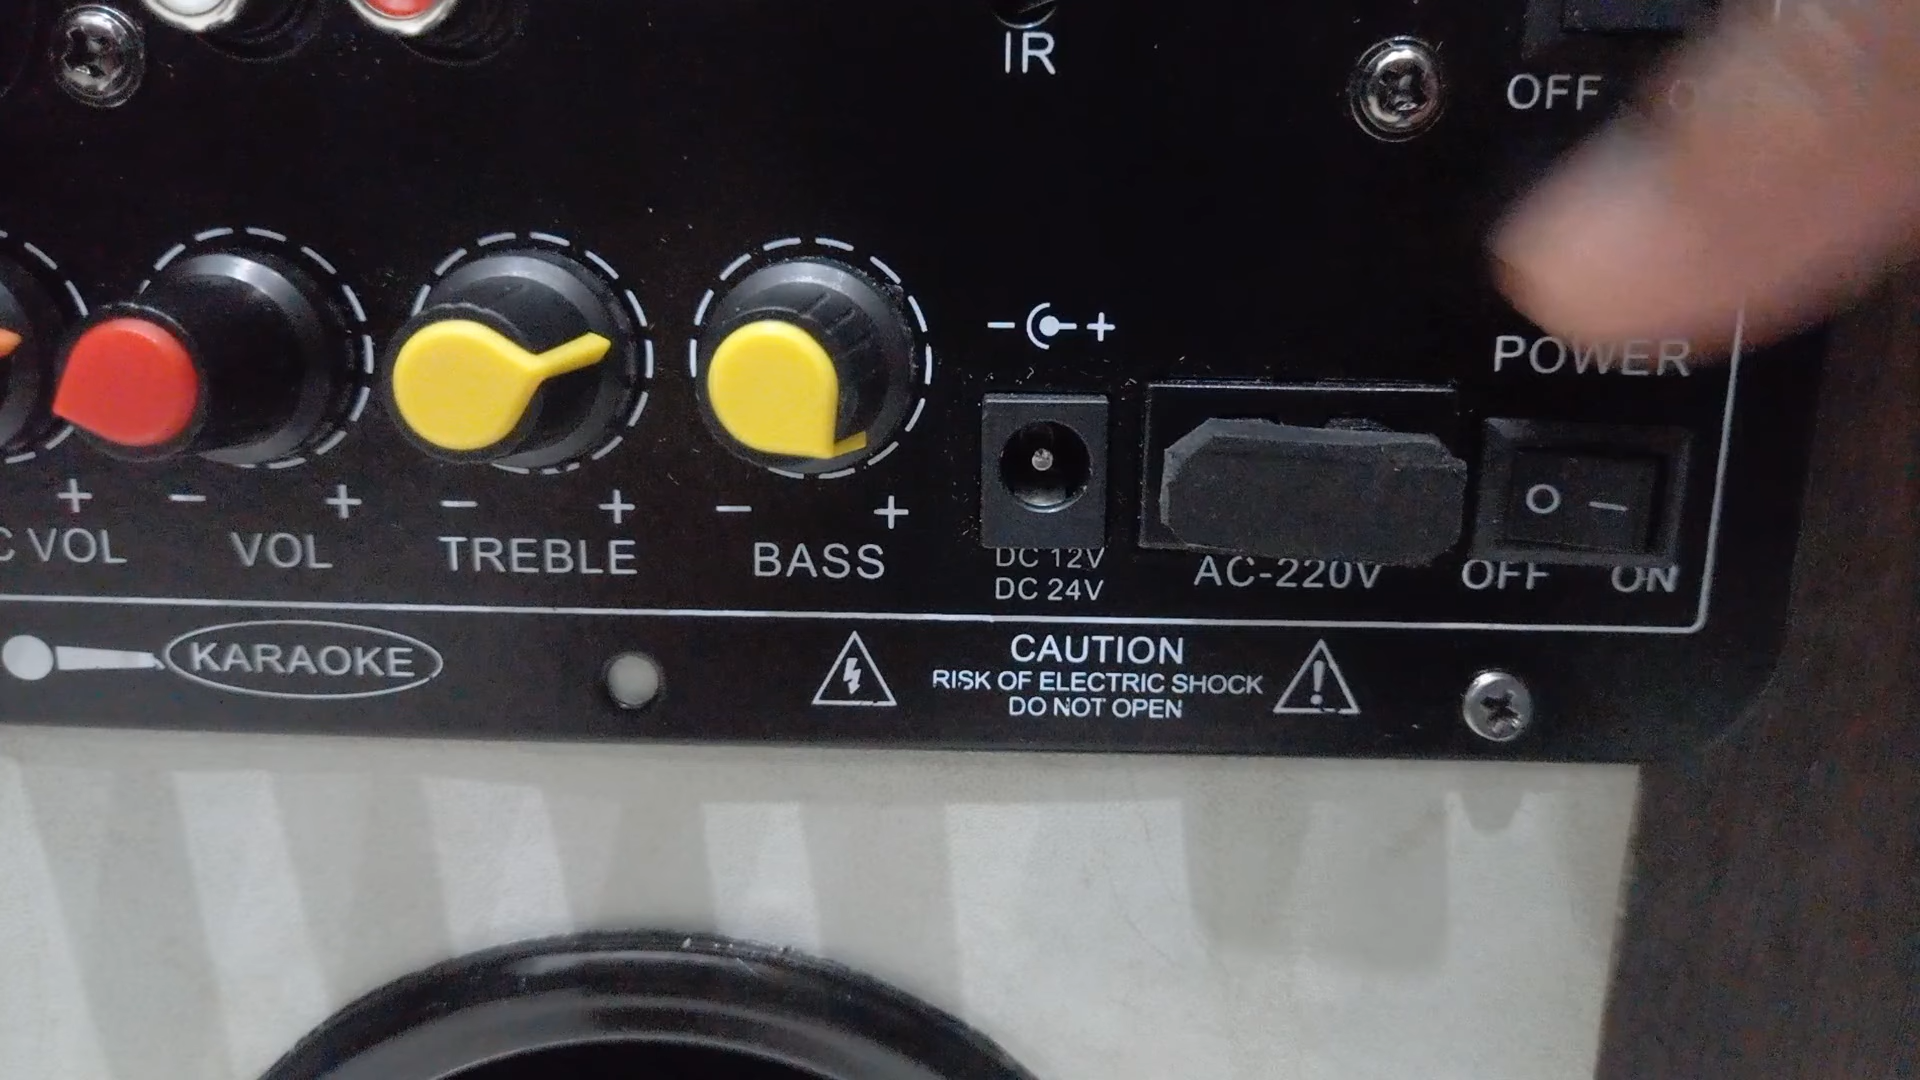 IR
OFF
POWER
- +
+ - + - + - +
C VOL VOL TREBLE BASS
DC 12V
DC 24V
AC-220V
OFF ON
KARAOKE
CAUTION
RISK OF ELECTRIC SHOCK
DO NOT OPEN